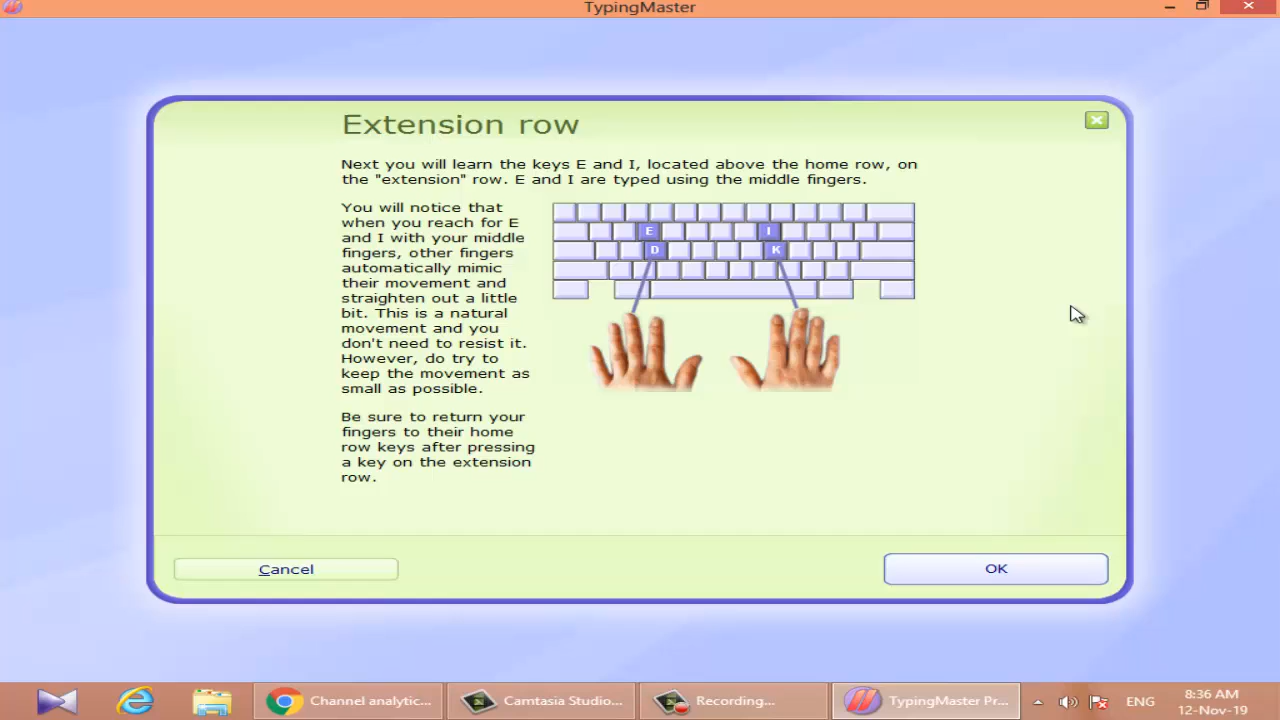 TypingMaster
Extension row
Next you will learn the keys E and I, located above the home row, on
the "extension" row. E and I are typed using the middle fingers.
You will notice that
when you reach for E
and I with your middle
fingers, other fingers
automatically mimic
their movement and
straighten out a little
bit. This is a natural
movement and you
don't need to resist it.
However, do try to
keep the movement as
small as possible.
Be sure to return your
fingers to their home
row keys after pressing
a key on the extension
row.
E I
D K
Cancel
OK
Channel analytic...
Camtasia Studio...
Recording...
TypingMaster Pr...
ENG
8:36 AM
12-Nov-19